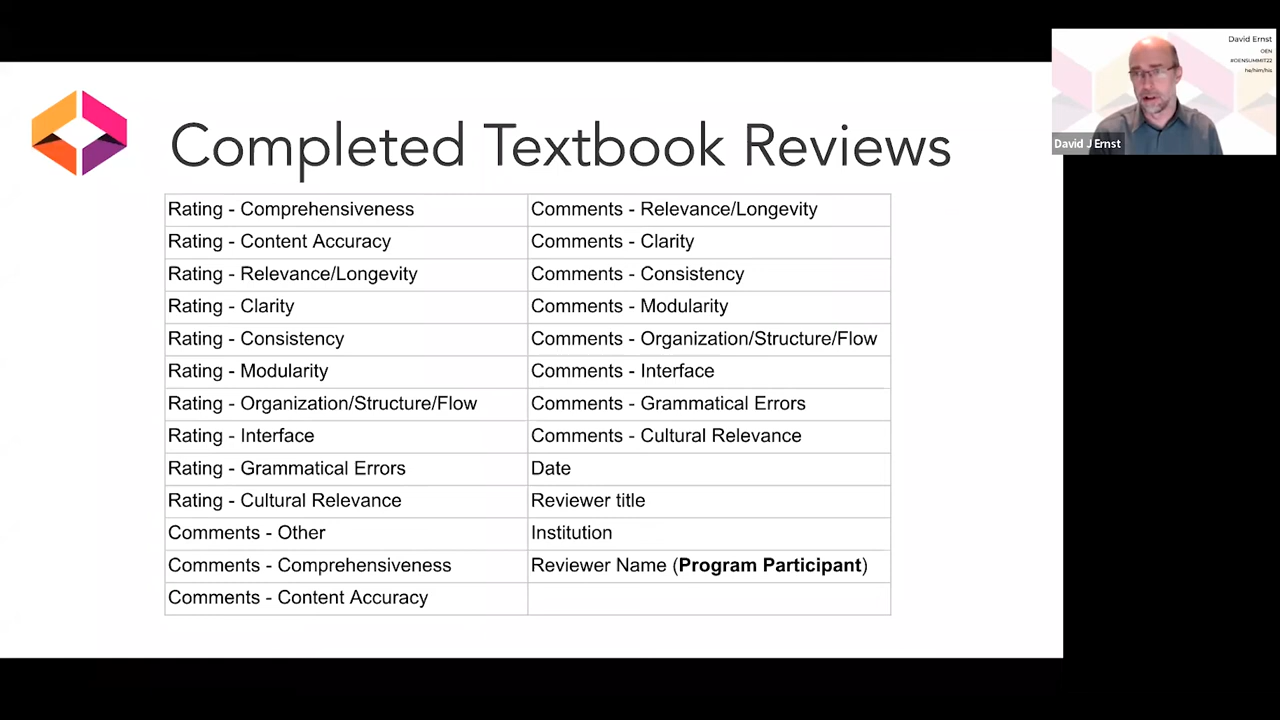 Completed Textbook Reviews
Rating - Comprehensiveness
Comments - Relevance/Longevity
Rating - Content Accuracy
Comments - Clarity
Rating - Relevance/Longevity
Comments - Consistency
Rating - Clarity
Comments - Modularity
Rating - Consistency
Comments - Organization/Structure/Flow
Rating - Modularity
Comments - Interface
Rating - Organization/Structure/Flow
Comments - Grammatical Errors
Rating - Interface
Comments - Cultural Relevance
Rating - Grammatical Errors
Date
Rating - Cultural Relevance
Reviewer title
Comments - Other
Institution
Comments - Comprehensiveness
Reviewer Name (Program Participant)
Comments - Content Accuracy
David Ernst
OEN
#OENSUMMIT22
he/him/his
David J Ernst